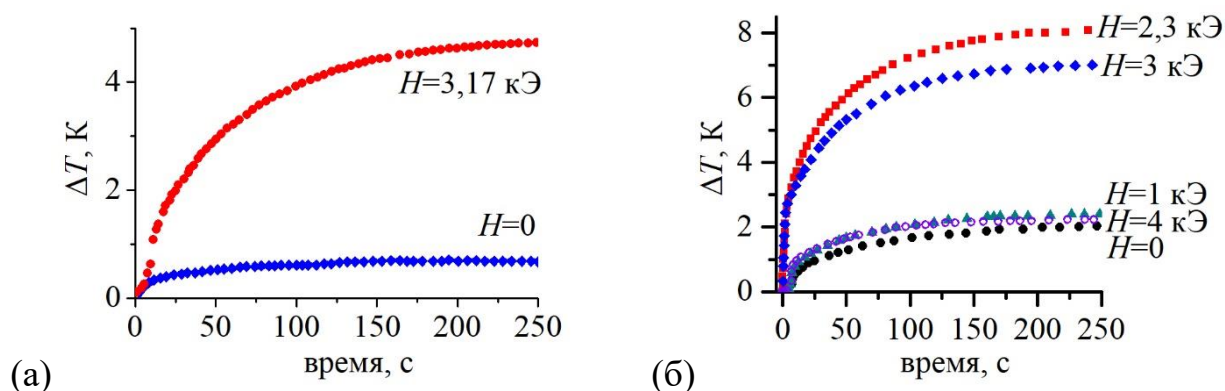 ΔT, К
4
2
0
H=3,17 кЭ
H=0
0 50 100 150 200 250
время, с
(а)
ΔT, К
8
6
4
2
0
H=2,3 кЭ
H=3 кЭ
H=1 кЭ
H=4 кЭ
H=0
0 50 100 150 200 250
время, с
(б)